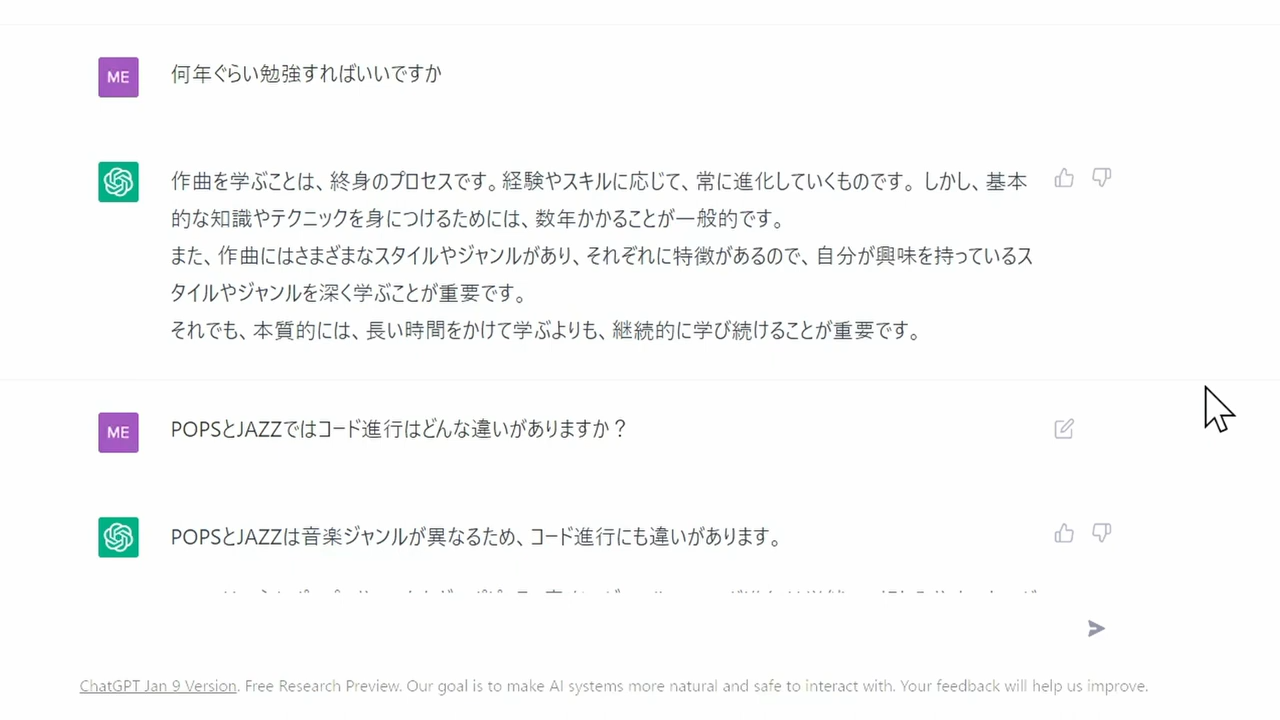 ME
何年ぐらい勉強すればいいですか
作曲を学ぶことは、終身のプロセスです。経験やスキルに応じて、常に進化していくものです。しかし、基本
的な知識やテクニックを身につけるためには、数年かかることが一般的です。
また、作曲にはさまざまなスタイルやジャンルがあり、それぞれに特徴があるので、自分が興味を持っているス
タイルやジャンルを深く学ぶことが重要です。
それでも、本質的には、長い時間をかけて学ぶよりも、継続的に学び続けることが重要です。
ME
POPSとJAZZではコード進行はどんな違いがありますか？
POPSとJAZZは音楽ジャンルが異なるため、コード進行にも違いがあります。
ChatGPT Jan 9 Version. Free Research Preview. Our goal is to make AI systems more natural and safe to interact with. Your feedback will help us improve.